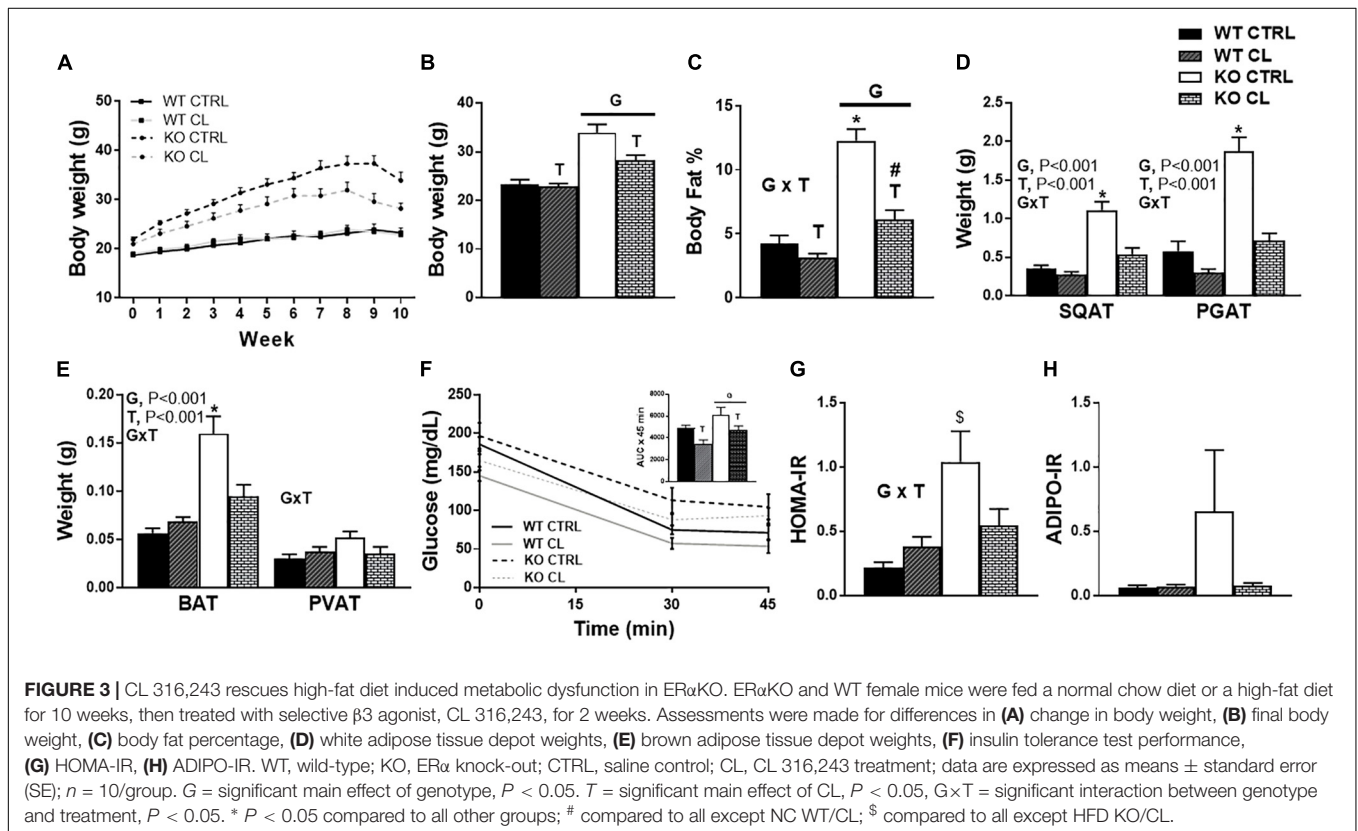 WT CTRL
WT CL
KO CTRL
KO CL
A
50
40
30
20
10
Body weight (g)
WT CTRL
WT CL
KO CTRL
KO CL
0 1 2 3 4 5 6 7 8 9 10
Week
B
40
30
20
10
0
Body weight (g)
G
T
T
C
15
10
5
0
Body Fat %
G
*
#
T
G x T
T
D
2.5
2.0
1.5
1.0
0.5
0.0
Weight (g)
G, P<0.001
T, P<0.001
GxT
*
G, P<0.001
T, P<0.001
GxT
*
SQAT PGAT
E
0.20
0.15
0.10
0.05
0.00
Weight (g)
G, P<0.001
T, P<0.001
GxT
*
GxT
BAT PVAT
F
250
200
150
100
50
0
Glucose (mg/dL)
WT CTRL
WT CL
KO CTRL
KO CL
0 15 30 45
Time (min)
8000
6000
4000
2000
0
AUC x 45 min
G
T
T
G
1.5
1.0
0.5
0.0
HOMA-IR
$
G x T
H
1.5
1.0
0.5
0.0
ADIPO-IR
FIGURE 3 | CL 316,243 rescues high-fat diet induced metabolic dysfunction in ERαKO. ERαKO and WT female mice were fed a normal chow diet or a high-fat diet
for 10 weeks, then treated with selective β3 agonist, CL 316,243, for 2 weeks. Assessments were made for differences in (A) change in body weight, (B) final body
weight, (C) body fat percentage, (D) white adipose tissue depot weights, (E) brown adipose tissue depot weights, (F) insulin tolerance test performance,
(G) HOMA-IR, (H) ADIPO-IR. WT, wild-type; KO, ERα knock-out; CTRL, saline control; CL, CL 316,243 treatment; data are expressed as means ± standard error
(SE); n = 10/group. G = significant main effect of genotype, P < 0.05. T = significant main effect of CL, P < 0.05, G×T = significant interaction between genotype
and treatment, P < 0.05. * P < 0.05 compared to all other groups; # compared to all except NC WT/CL; $ compared to all except HFD KO/CL.